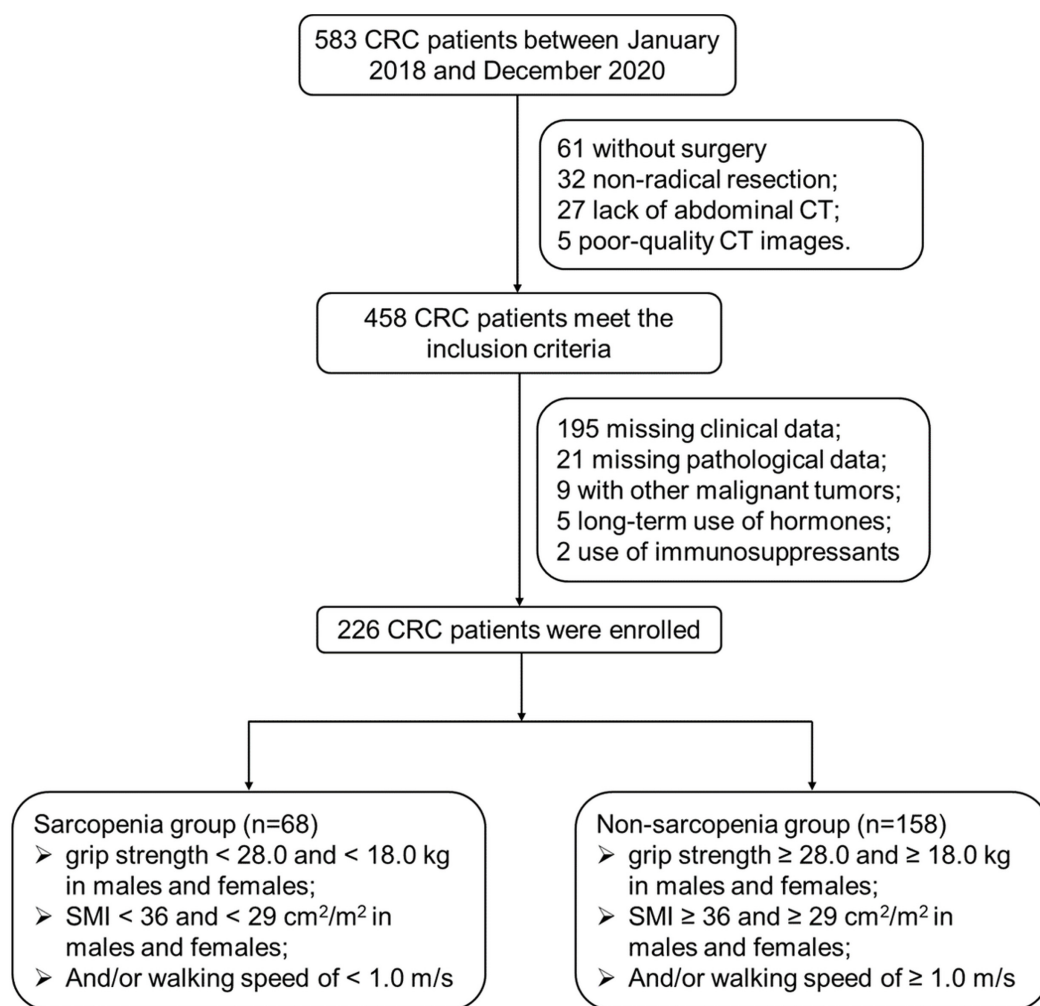 583 CRC patients between January
2018 and December 2020
61 without surgery
32 non-radical resection;
27 lack of abdominal CT;
5 poor-quality CT images.
458 CRC patients meet the
inclusion criteria
195 missing clinical data;
21 missing pathological data;
9 with other malignant tumors;
5 long-term use of hormones;
2 use of immunosuppressants
226 CRC patients were enrolled
Sarcopenia group (n=68)
➢ grip strength < 28.0 and < 18.0 kg
in males and females;
➢ SMI < 36 and < 29 cm²/m² in
males and females;
➢ And/or walking speed of < 1.0 m/s
Non-sarcopenia group (n=158)
➢ grip strength ≥ 28.0 and ≥ 18.0 kg
in males and females;
➢ SMI ≥ 36 and ≥ 29 cm²/m² in
males and females;
➢ And/or walking speed of ≥ 1.0 m/s